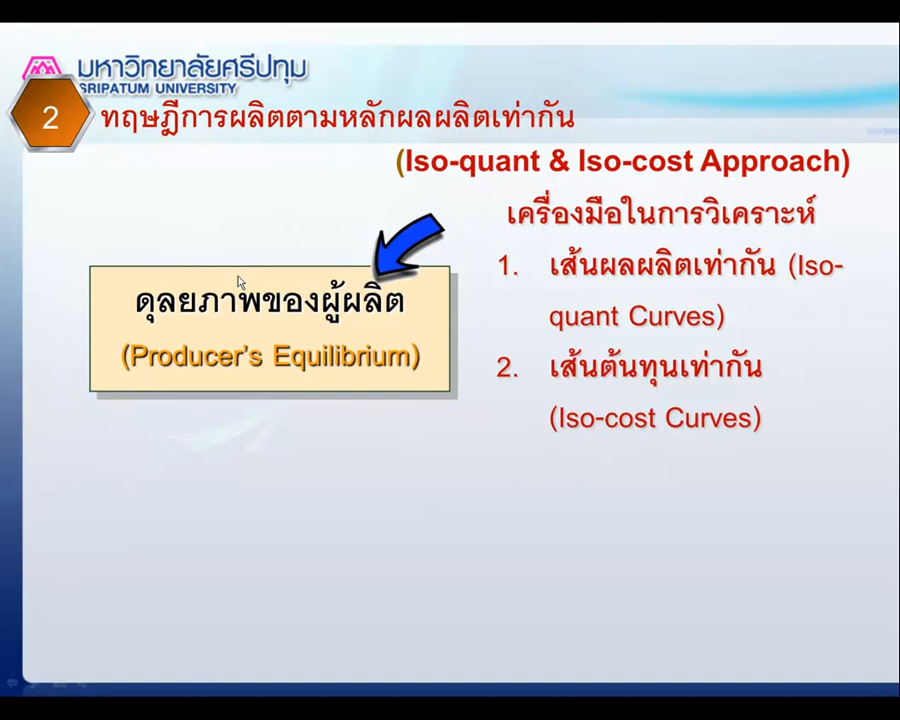 มหาวิทยาลัยศรีปทุม
SRIPATUM UNIVERSITY
2
ทฤษฎีการผลิตตามหลักผลผลิตเท่ากัน
(Iso-quant & Iso-cost Approach)
เครื่องมือในการวิเคราะห์
1. เส้นผลผลิตเท่ากัน (Iso-
quant Curves)
2. เส้นต้นทุนเท่ากัน
(Iso-cost Curves)
ดุลยภาพของผู้ผลิต
(Producer's Equilibrium)